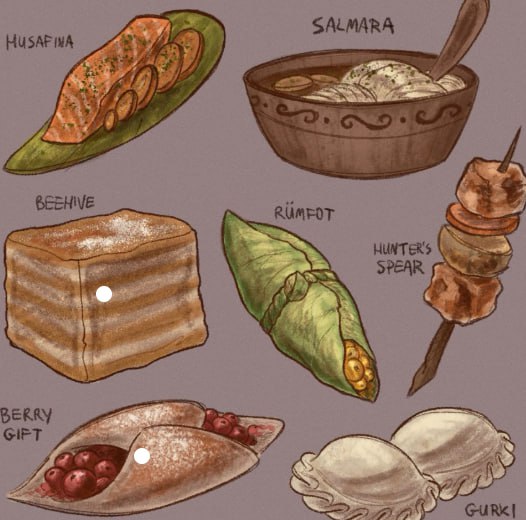 HUSAFINA
SALMARA
BEEHIVE
RÜMFOT
HUNTER'S
SPEAR
BERRY
GIFT
GURKI